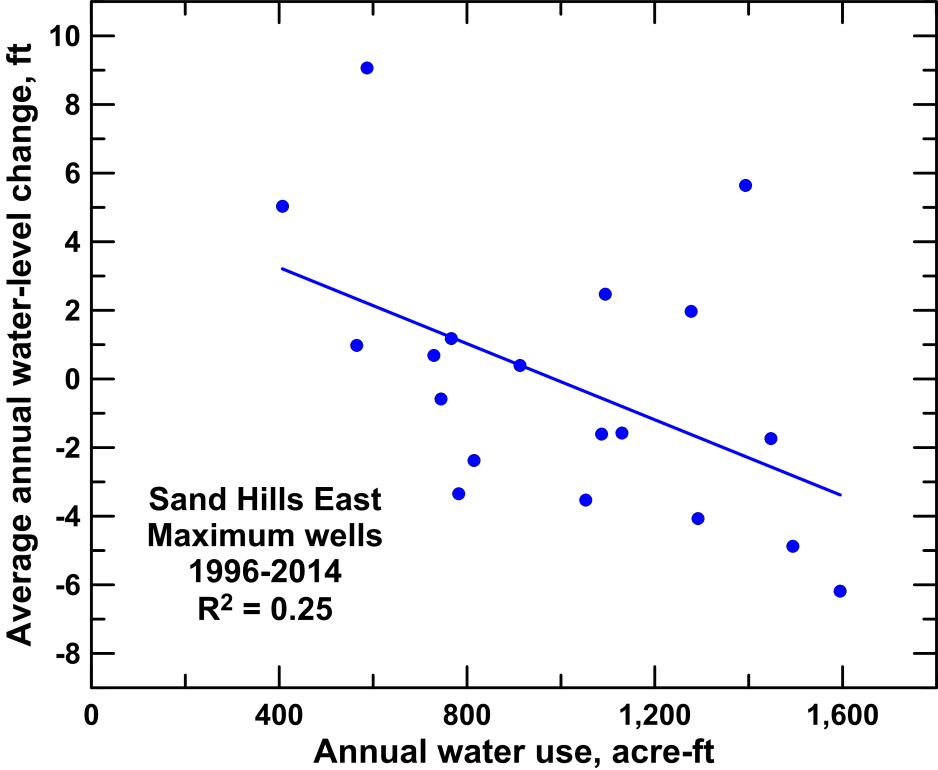 Average annual water-level change, ft
10
8
6
4
2
0
-2
-4
-6
-8
Sand Hills East
Maximum wells
1996-2014
R² = 0.25
0 400 800 1,200 1,600
Annual water use, acre-ft